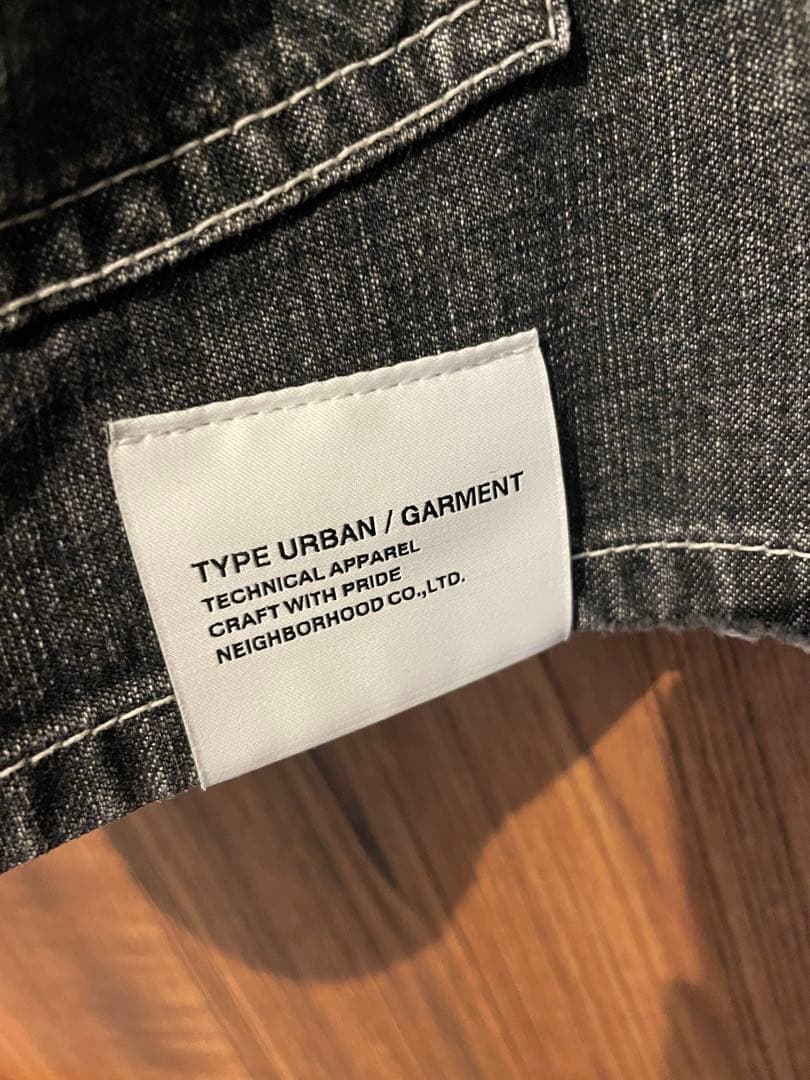 TYPE URBAN / GARMENT
TECHNICAL APPAREL
CRAFT WITH PRIDE
NEIGHBORHOOD CO.,LTD.